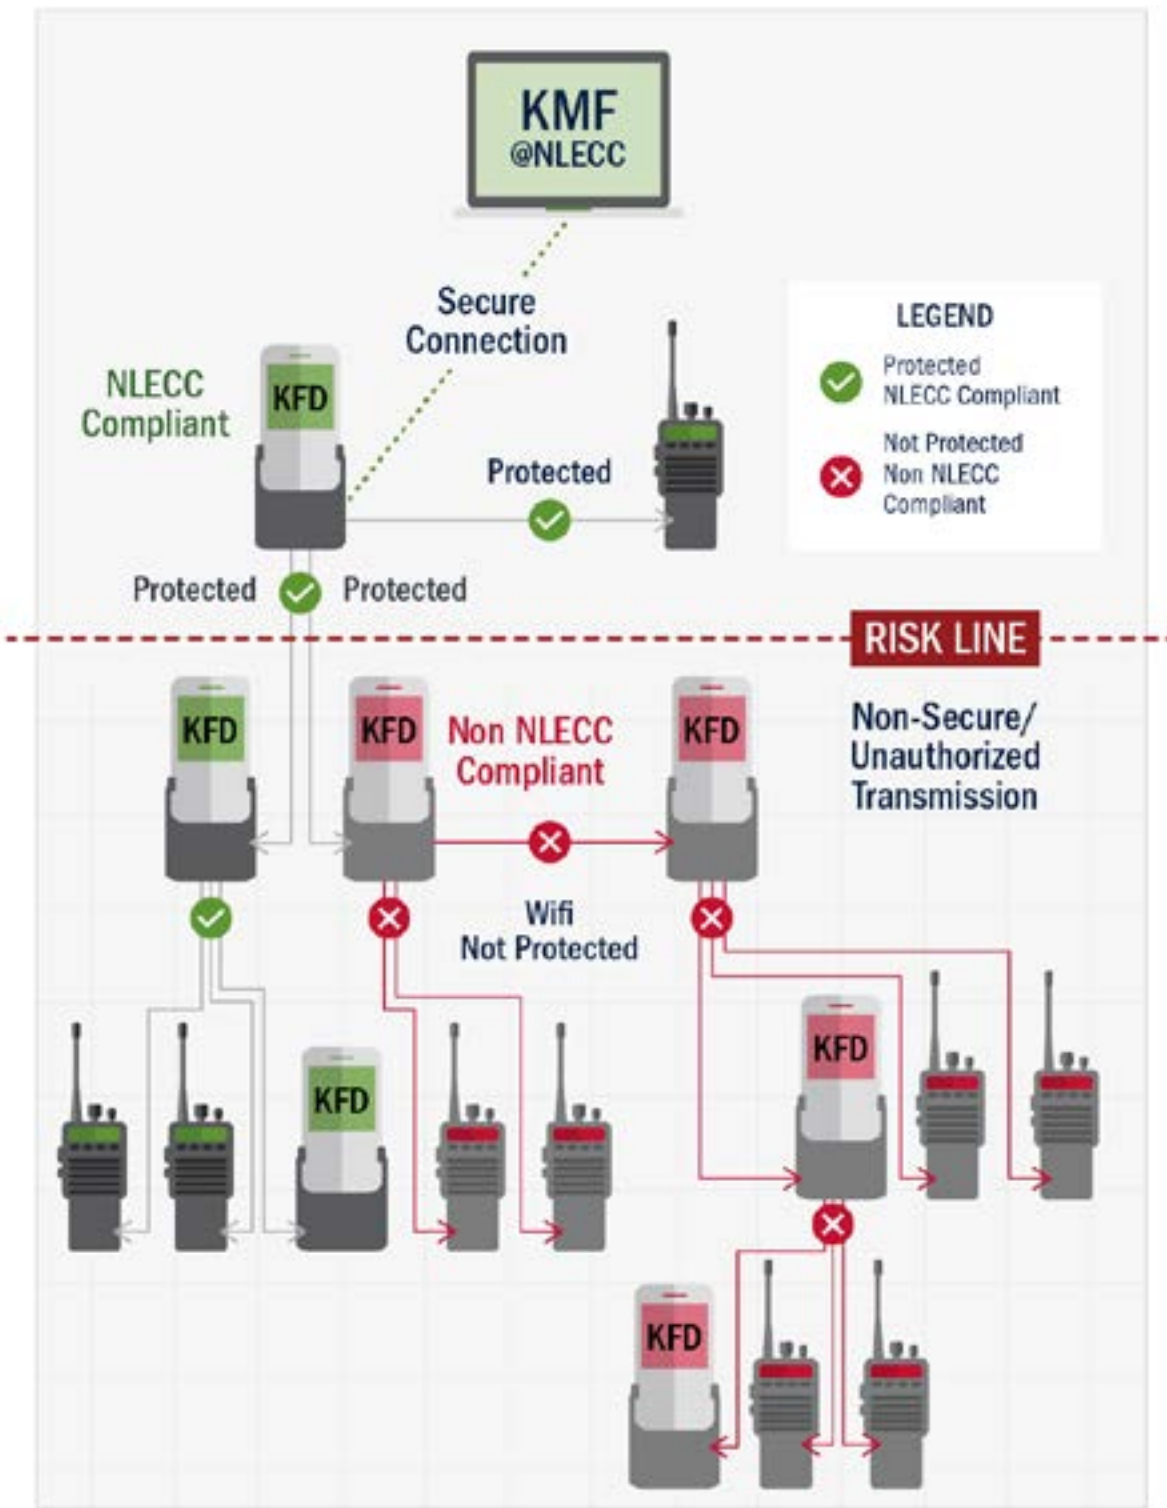 KMF
@NLECC
Secure
Connection
LEGEND
Protected
NLECC Compliant
Not Protected
Non NLECC
Compliant
NLECC
Compliant
KFD
Protected
Protected
Protected
RISK LINE
KFD
KFD
Non NLECC
Compliant
KFD
Non-Secure/
Unauthorized
Transmission
Wifi
Not Protected
KFD
KFD
KFD